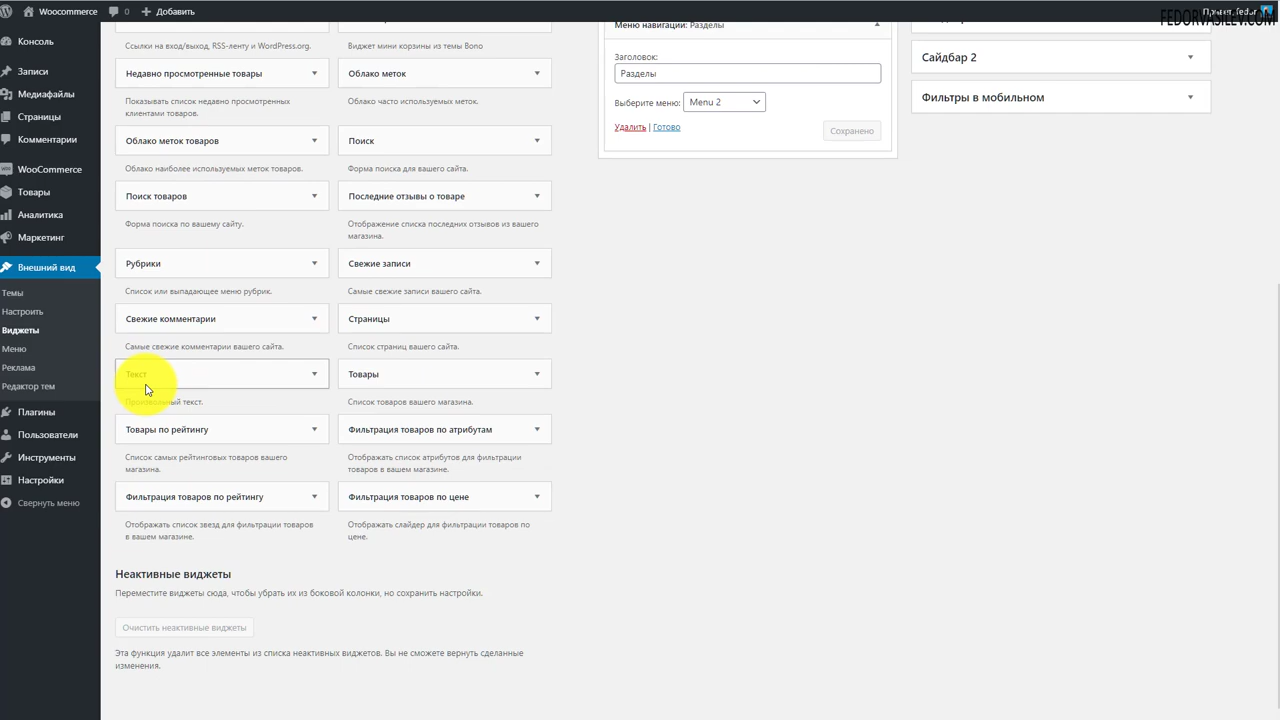 Woocommerce
0
Добавить
Привет, fedor
FEDORVASILEV.COM
Консоль
Записи
Медиафайлы
Страницы
Комментарии
WooCommerce
Товары
Аналитика
Маркетинг
Внешний вид
Темы
Настроить
Виджеты
Меню
Реклама
Редактор тем
Плагины
Пользователи
Инструменты
Настройки
Свернуть меню
Ссылки на вход/выход, RSS-ленту и WordPress.org.
Виджет мини корзины из темы Bono
Недавно просмотренные товары
Облако меток
Показывать список недавно просмотренных
клиентами товаров.
Облако часто используемых меток.
Облако меток товаров
Поиск
Облако наиболее используемых меток товаров.
Форма поиска для вашего сайта.
Поиск товаров
Последние отзывы о товаре
Форма поиска по вашему сайту.
Отображение списка последних отзывов из вашего
магазина.
Рубрики
Свежие записи
Список или выпадающее меню рубрик.
Самые свежие записи вашего сайта.
Свежие комментарии
Страницы
Самые свежие комментарии вашего сайта.
Список страниц вашего сайта.
Текст
Товары
Произвольный текст.
Список товаров вашего магазина.
Товары по рейтингу
Фильтрация товаров по атрибутам
Список самых рейтинговых товаров вашего
магазина.
Отображать список атрибутов для фильтрации
товаров в вашем магазине.
Фильтрация товаров по рейтингу
Фильтрация товаров по цене
Отображать список звезд для фильтрации товаров
в вашем магазине.
Отображать слайдер для фильтрации товаров по
цене.
Неактивные виджеты
Переместите виджеты сюда, чтобы убрать их из боковой колонки, но сохранить настройки.
Очистить неактивные виджеты
Эта функция удалит все элементы из списка неактивных виджетов. Вы не сможете вернуть сделанные
изменения.
Меню навигации: Разделы
Заголовок:
Разделы
Выберите меню: Menu 2
Удалить | Готово
Сохранено
Сайдбар 2
Фильтры в мобильном